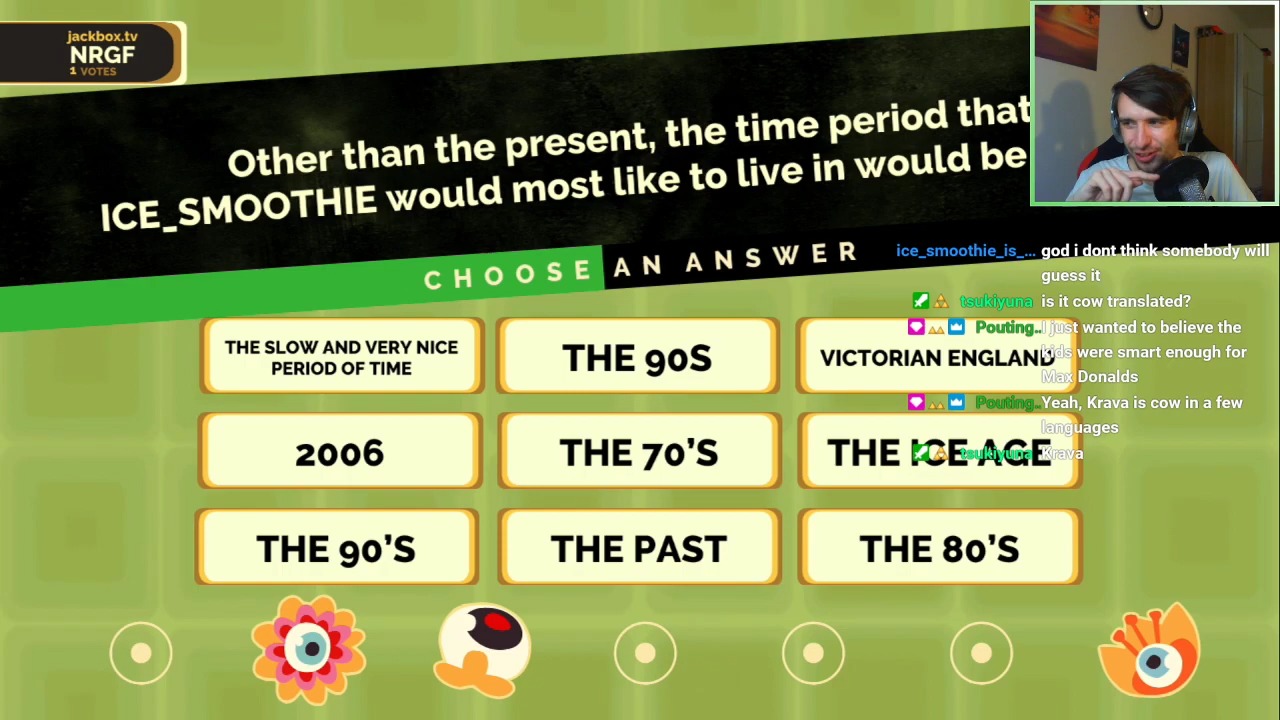 jackbox.tv
NRGF
1 VOTES
Other than the present, the time period that
ICE_SMOOTHIE would most like to live in would be
CHOOSE AN ANSWER
THE SLOW AND VERY NICE
PERIOD OF TIME
THE 90S
VICTORIAN ENGLAND
2006
THE 70'S
THE ICE AGE
THE 90'S
THE PAST
THE 80'S
ice_smoothie_is_... god i dont think somebody will
guess it
tsukiyuna is it cow translated?
Pouting.. I just wanted to believe the
kids were smart enough for
Max Donalds
Pouting.. Yeah, Krava is cow in a few
languages
tsukiyuna Krava